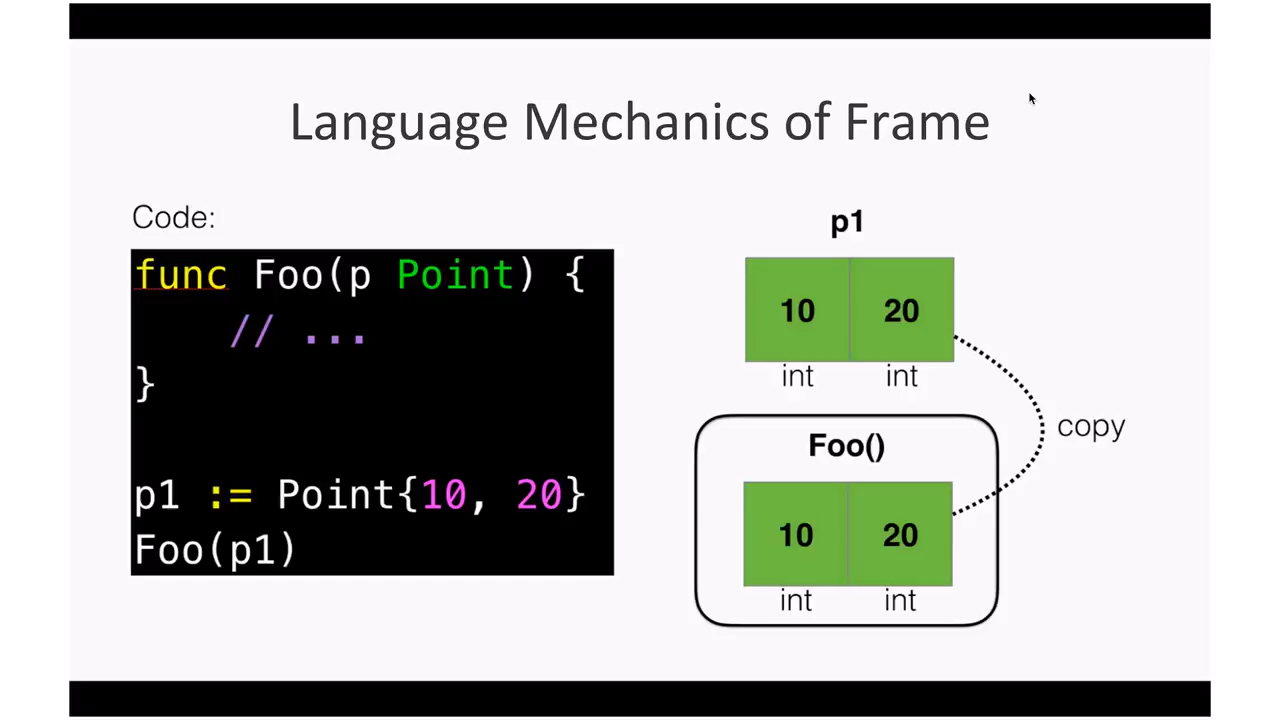 Language Mechanics of Frame
Code:
func Foo(p Point) {
// ...
}
p1 := Point{10, 20}
Foo(p1)
p1
10 20
int int
copy
Foo()
10 20
int int